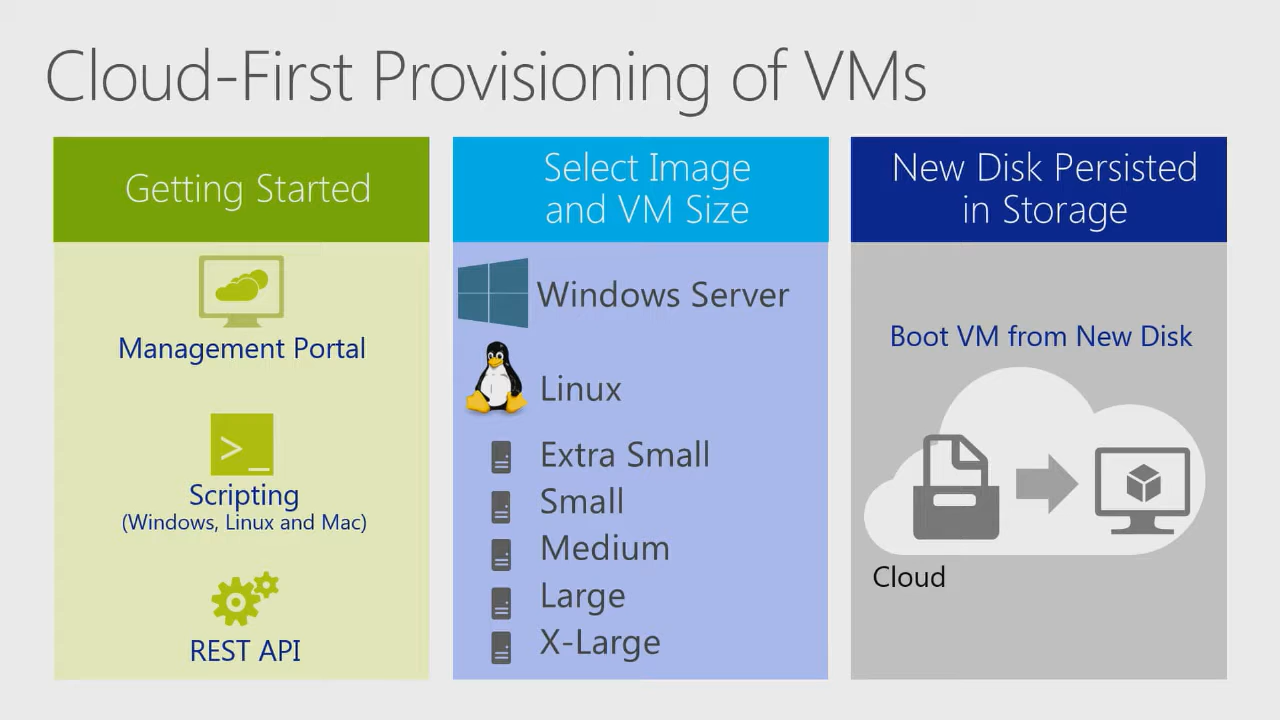 Cloud-First Provisioning of VMs
Getting Started
Management Portal
Scripting
(Windows, Linux and Mac)
REST API
Select Image
and VM Size
Windows Server
Linux
Extra Small
Small
Medium
Large
X-Large
New Disk Persisted
in Storage
Boot VM from New Disk
Cloud